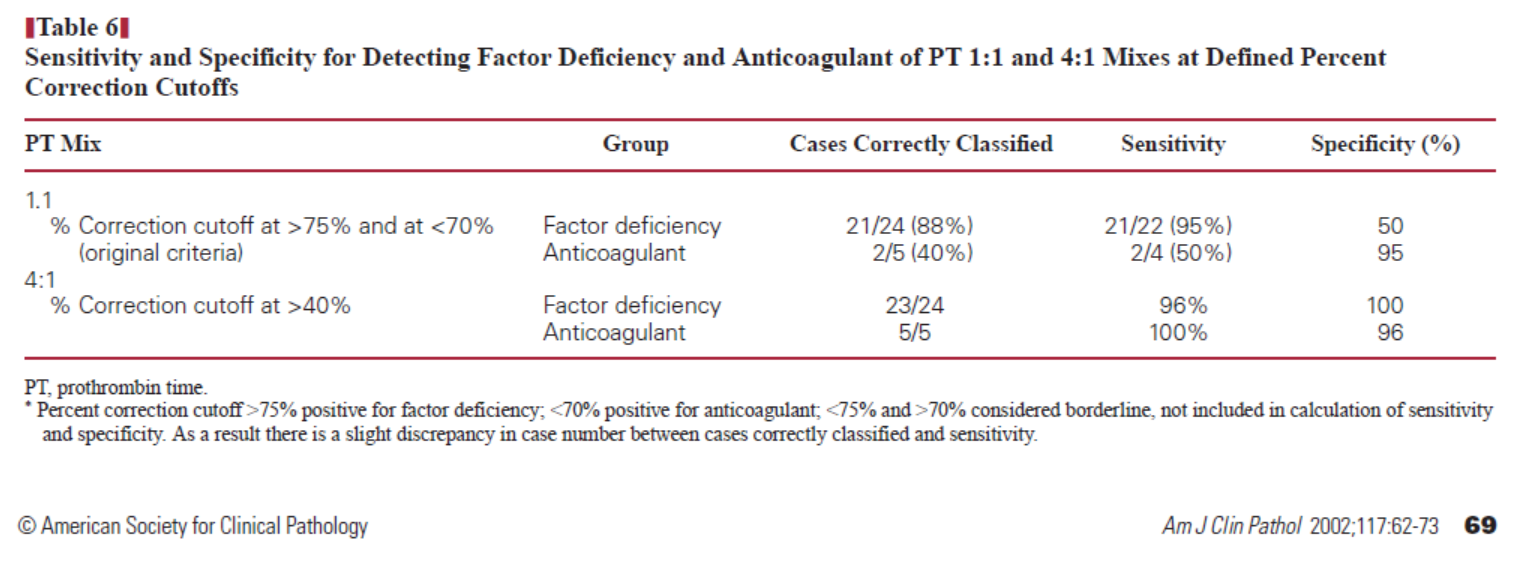 ❚Table 6❚
Sensitivity and Specificity for Detecting Factor Deficiency and Anticoagulant of PT 1:1 and 4:1 Mixes at Defined Percent
Correction Cutoffs
PT Mix Group Cases Correctly Classified Sensitivity Specificity (%)
1.1
% Correction cutoff at >75% and at <70% Factor deficiency 21/24 (88%) 21/22 (95%) 50
(original criteria) Anticoagulant 2/5 (40%) 2/4 (50%) 95
4:1
% Correction cutoff at >40% Factor deficiency 23/24 96% 100
Anticoagulant 5/5 100% 96
PT, prothrombin time.
* Percent correction cutoff >75% positive for factor deficiency; <70% positive for anticoagulant; <75% and >70% considered borderline, not included in calculation of sensitivity
and specificity. As a result there is a slight discrepancy in case number between cases correctly classified and sensitivity.
© American Society for Clinical Pathology Am J Clin Pathol 2002;117:62-73 69